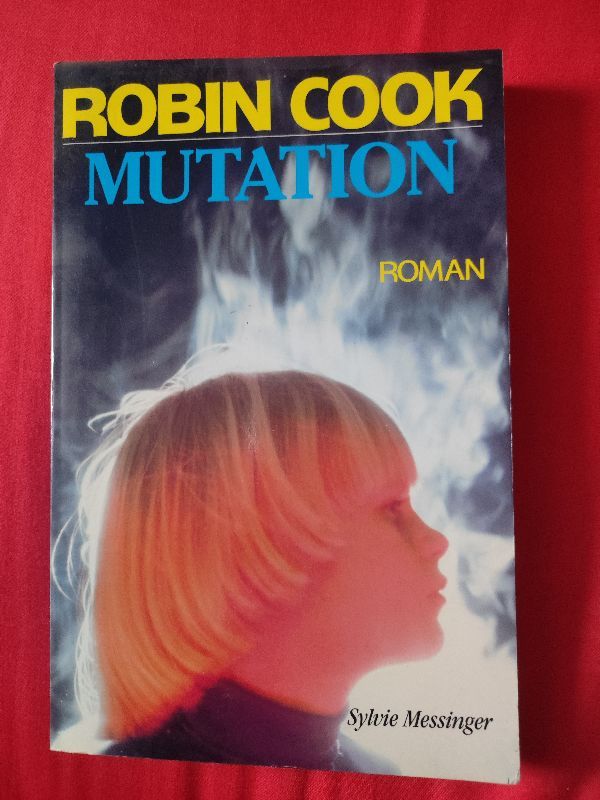 ROBIN COOK
MUTATION
ROMAN
Sylvie Messinger